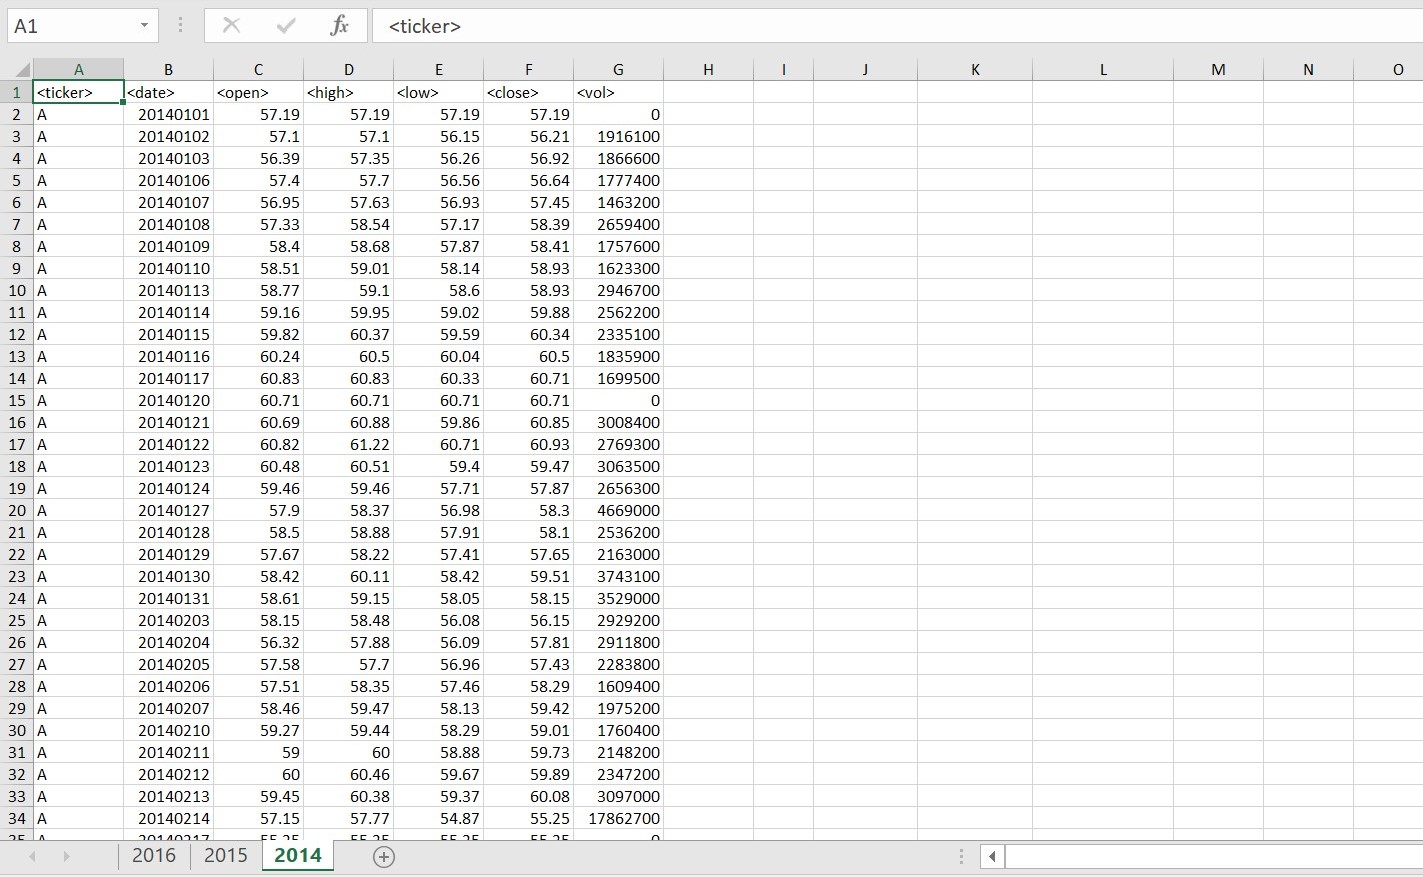 A1 fx <ticker>
A B C D E F G H I J K L M N O
1 <ticker> <date> <open> <high> <low> <close> <vol>
2 A 20140101 57.19 57.19 57.19 57.19 0
3 A 20140102 57.1 57.1 56.15 56.21 1916100
4 A 20140103 56.39 57.35 56.26 56.92 1866600
5 A 20140106 57.4 57.7 56.56 56.64 1777400
6 A 20140107 56.95 57.63 56.93 57.45 1463200
7 A 20140108 57.33 58.54 57.17 58.39 2659400
8 A 20140109 58.4 58.68 57.87 58.41 1757600
9 A 20140110 58.51 59.01 58.14 58.93 1623300
10 A 20140113 58.77 59.1 58.6 58.93 2946700
11 A 20140114 59.16 59.95 59.02 59.88 2562200
12 A 20140115 59.82 60.37 59.59 60.34 2335100
13 A 20140116 60.24 60.5 60.04 60.5 1835900
14 A 20140117 60.83 60.83 60.33 60.71 1699500
15 A 20140120 60.71 60.71 60.71 60.71 0
16 A 20140121 60.69 60.88 59.86 60.85 3008400
17 A 20140122 60.82 61.22 60.71 60.93 2769300
18 A 20140123 60.48 60.51 59.4 59.47 3063500
19 A 20140124 59.46 59.46 57.71 57.87 2656300
20 A 20140127 57.9 58.37 56.98 58.3 4669000
21 A 20140128 58.5 58.88 57.91 58.1 2536200
22 A 20140129 57.67 58.22 57.41 57.65 2163000
23 A 20140130 58.42 60.11 58.42 59.51 3743100
24 A 20140131 58.61 59.15 58.05 58.15 3529000
25 A 20140203 58.15 58.48 56.08 56.15 2929200
26 A 20140204 56.32 57.88 56.09 57.81 2911800
27 A 20140205 57.58 57.7 56.96 57.43 2283800
28 A 20140206 57.51 58.35 57.46 58.29 1609400
29 A 20140207 58.46 59.47 58.13 59.42 1975200
30 A 20140210 59.27 59.44 58.29 59.01 1760400
31 A 20140211 59 60 58.88 59.73 2148200
32 A 20140212 60 60.46 59.67 59.89 2347200
33 A 20140213 59.45 60.38 59.37 60.08 3097000
34 A 20140214 57.15 57.77 54.87 55.25 17862700
2016 2015 2014